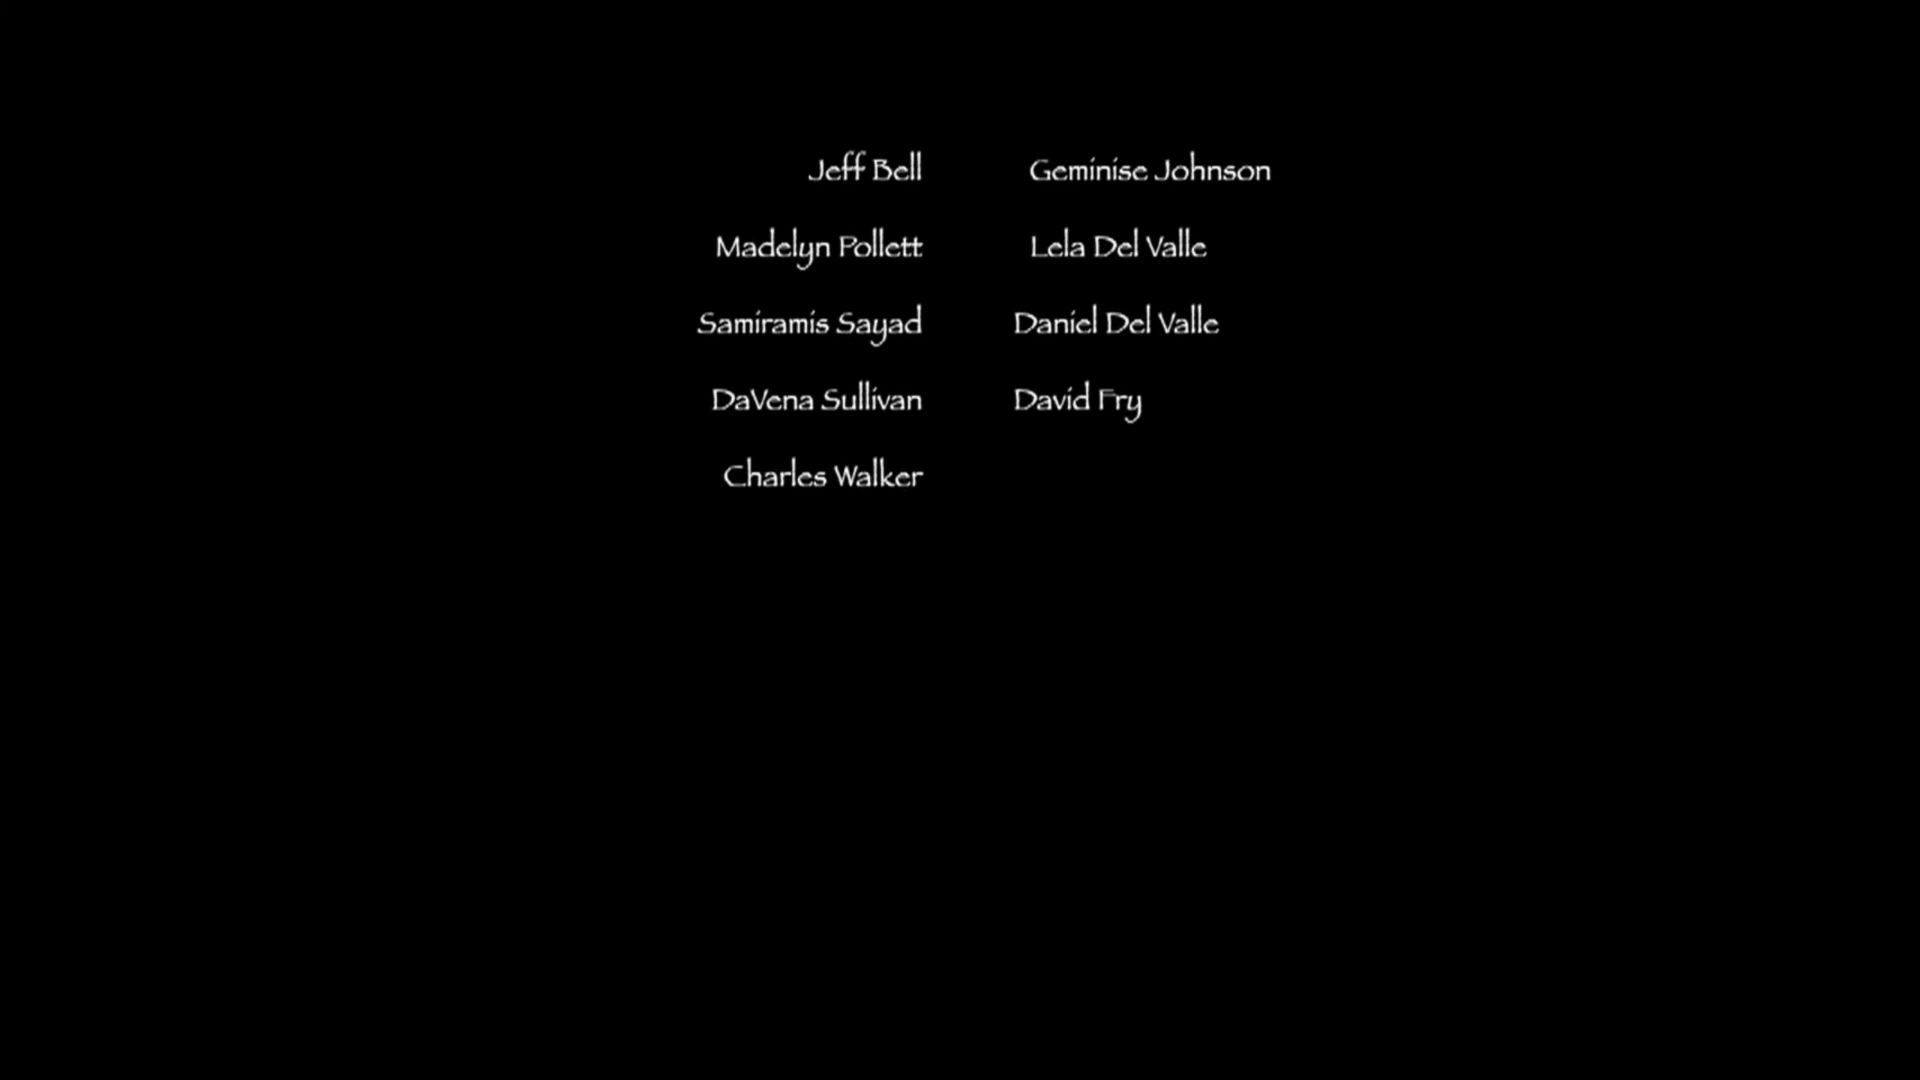 Jeff Bell Geminise Johnson
Madelyn Pollett Lela Del Valle
Samiramis Sayad Daniel Del Valle
DaVena Sullivan David Fry
Charles Walker